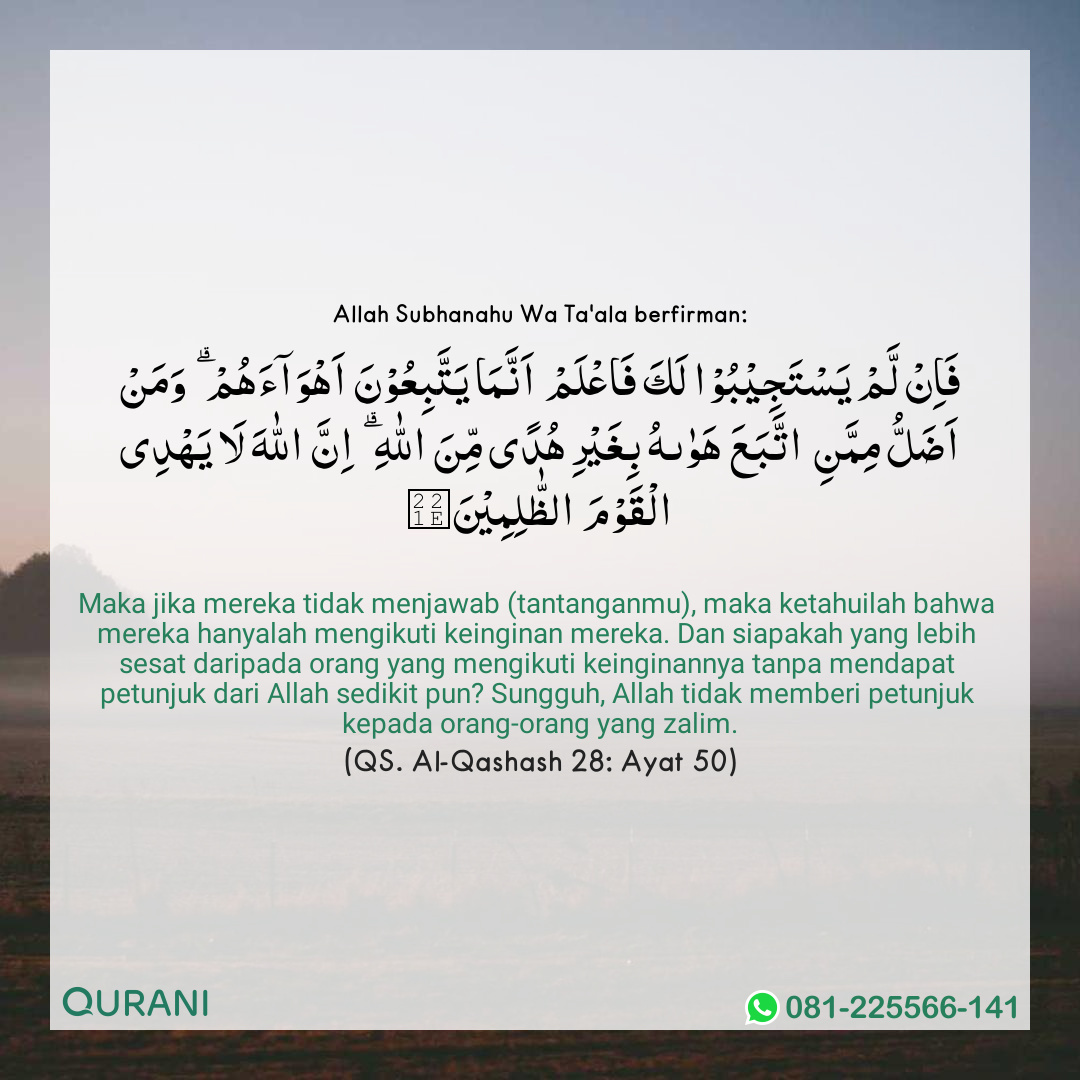 Allah Subhanahu Wa Ta'ala berfirman:
فَاِنْ لَّمْ يَسْتَجِيْبُوْا لَكَ فَاعْلَمْ اَنَّمَا يَتَّبِعُوْنَ اَهْوَاۤءَهُمْۗ وَمَنْ
اَضَلُّ مِمَّنِ اتَّبَعَ هَوٰىهُ بِغَيْرِ هُدًى مِّنَ اللّٰهِۗ اِنَّ اللّٰهَ لَا يَهْدِى
الْقَوْمَ الظّٰلِمِيْنَ
Maka jika mereka tidak menjawab (tantanganmu), maka ketahuilah bahwa
mereka hanyalah mengikuti keinginan mereka. Dan siapakah yang lebih
sesat daripada orang yang mengikuti keinginannya tanpa mendapat
petunjuk dari Allah sedikit pun? Sungguh, Allah tidak memberi petunjuk
kepada orang-orang yang zalim.
(QS. Al-Qashash 28: Ayat 50)
QURANI
081-225566-141